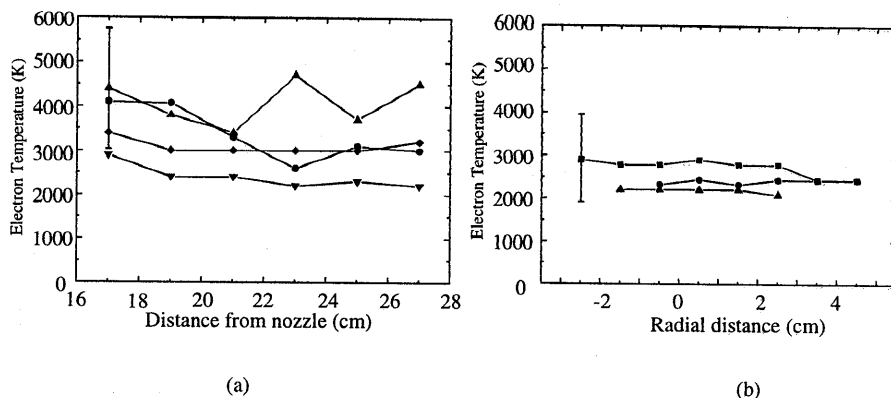 6000
5000
4000
3000
2000
1000
0
Electron Temperature (K)
16 18 20 22 24 26 28
Distance from nozzle (cm)
(a)
6000
5000
4000
3000
2000
1000
0
Electron Temperature (K)
-2 0 2 4
Radial distance (cm)
(b)